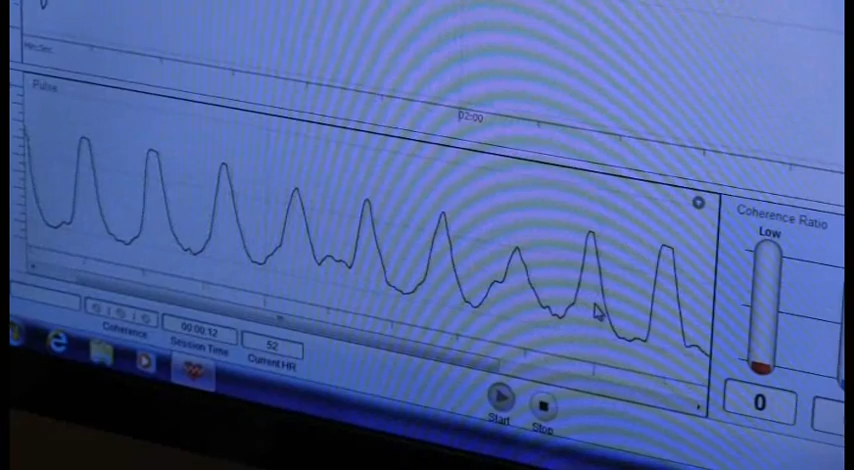 02:00
Pulse
Coherence Ratio
Low
00:00:12
52
Coherence
Session Time
Current HR
Start
Stop
0